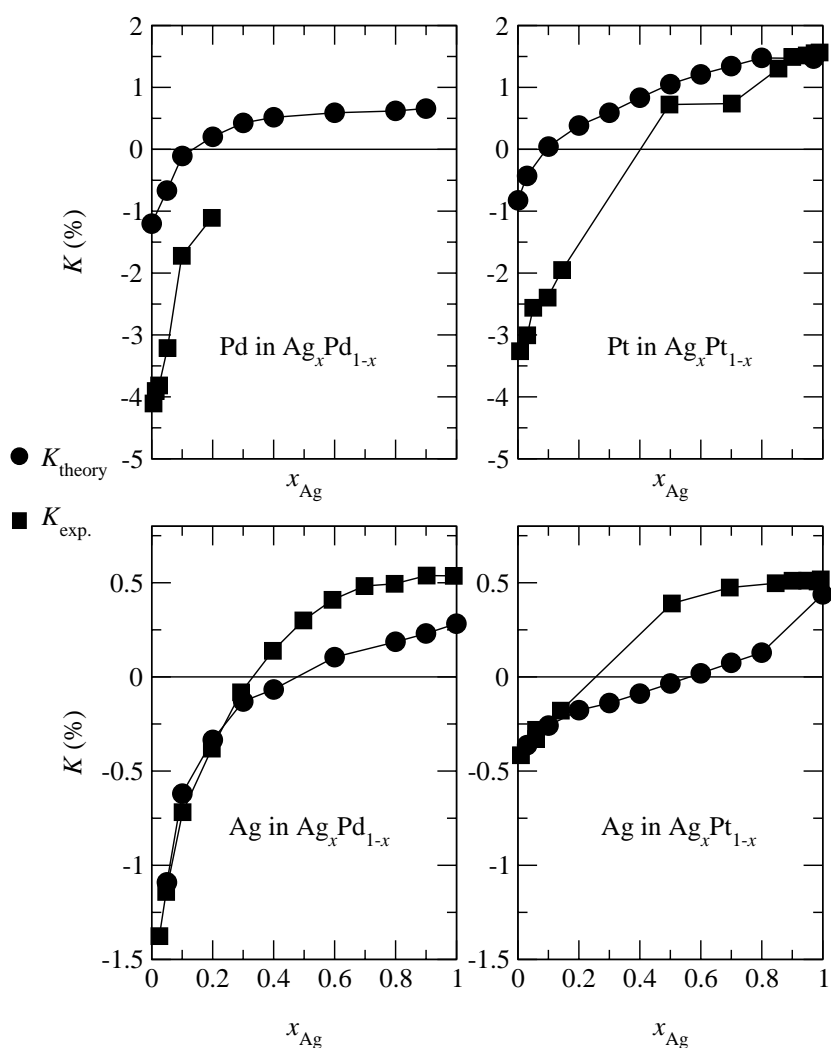 2
1
0
-1
-2
-3
-4
-5
K (%)
Pd in AgxPd1-x
xAg
2
1
0
-1
-2
-3
-4
-5
Pt in AgxPt1-x
xAg
Ktheory
Kexp.
0.5
0
-0.5
-1
-1.5
K (%)
Ag in AgxPd1-x
0 0.2 0.4 0.6 0.8 1
xAg
0.5
0
-0.5
-1
-1.5
Ag in AgxPt1-x
0 0.2 0.4 0.6 0.8 1
xAg